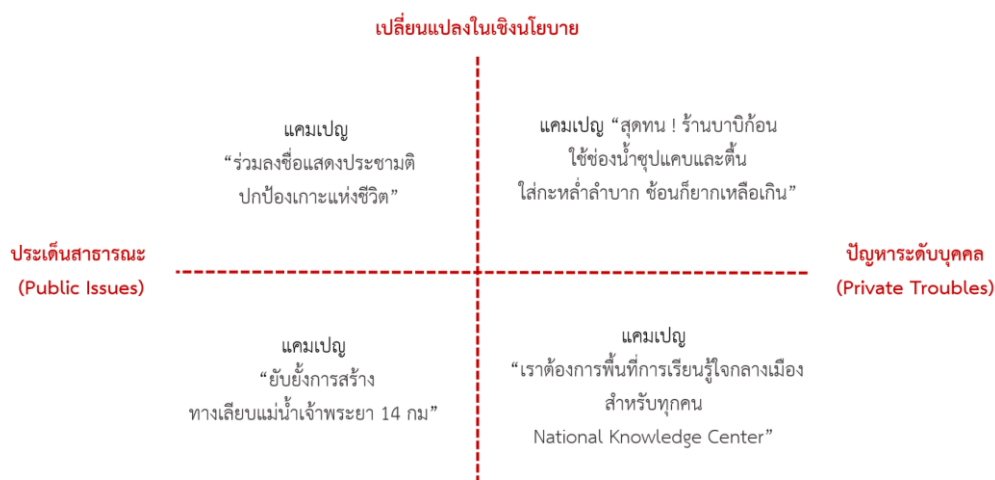 เปลี่ยนแปลงในเชิงนโยบาย
แคมเปญ
“ร่วมลงชื่อแสดงประชามติ
ปกป้องเกาะแห่งชีวิต”
แคมเปญ “สุดทน ! ร้านบาบิก้อน
ใช้ช่องน้ำซุปแคบและตื้น
ใส่กะหล่ำลำบาก ช้อนก็ยากเหลือเกิน”
ประเด็นสาธารณะ
(Public Issues)
ปัญหาระดับบุคคล
(Private Troubles)
แคมเปญ
“ยับยั้งการสร้าง
ทางเลียบแม่น้ำเจ้าพระยา 14 กม”
แคมเปญ
“เราต้องการพื้นที่การเรียนรู้ใจกลางเมือง
สำหรับทุกคน
National Knowledge Center”